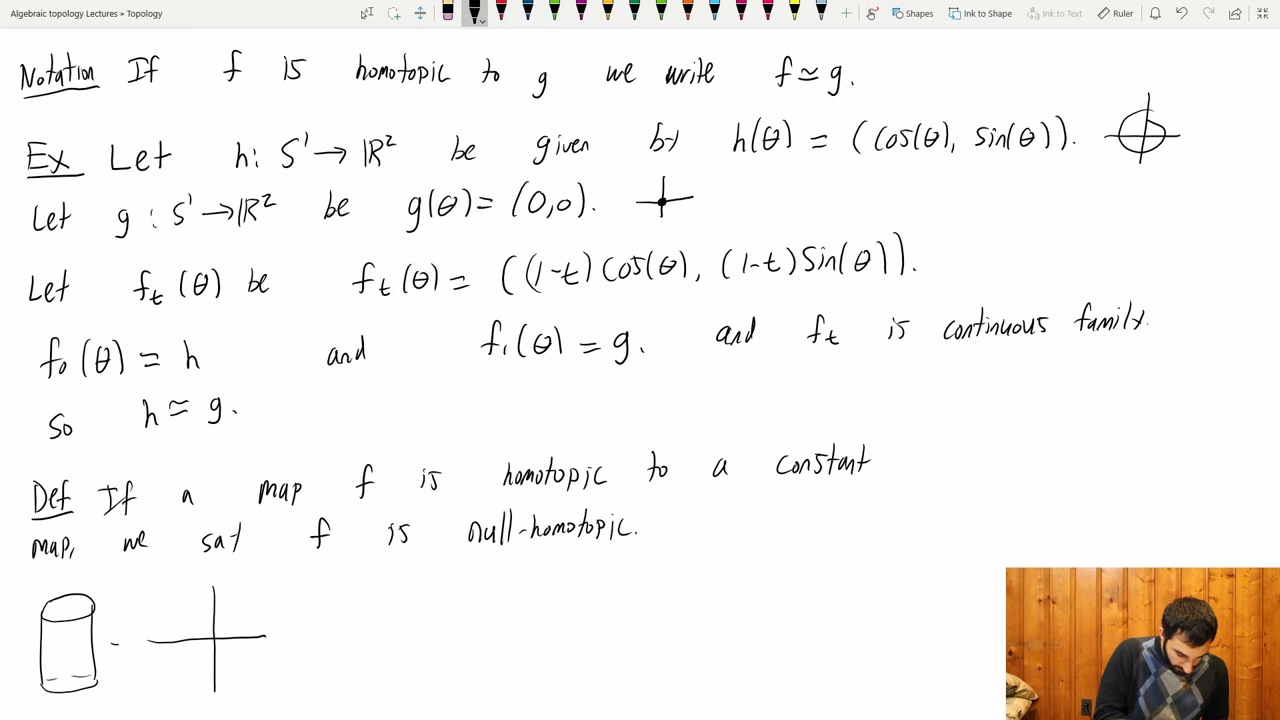 Algebraic topology Lectures » Topology
Shapes Ink to Shape Ink to Text Ruler
Notation If f is homotopic to g we write f ≃ g.
Ex Let h: S¹ → ℝ² be given by h(θ) = (cos(θ), sin(θ)).
Let g : S¹ → ℝ² be g(θ) = (0,0).
Let f_t (θ) be f_t (θ) = ((1-t) cos(θ), (1-t) sin(θ)).
f₀ (θ) = h and f₁ (θ) = g. and f_t is continuous family.
so h ≃ g.
Def If a map f is homotopic to a constant
map, we say f is null-homotopic.